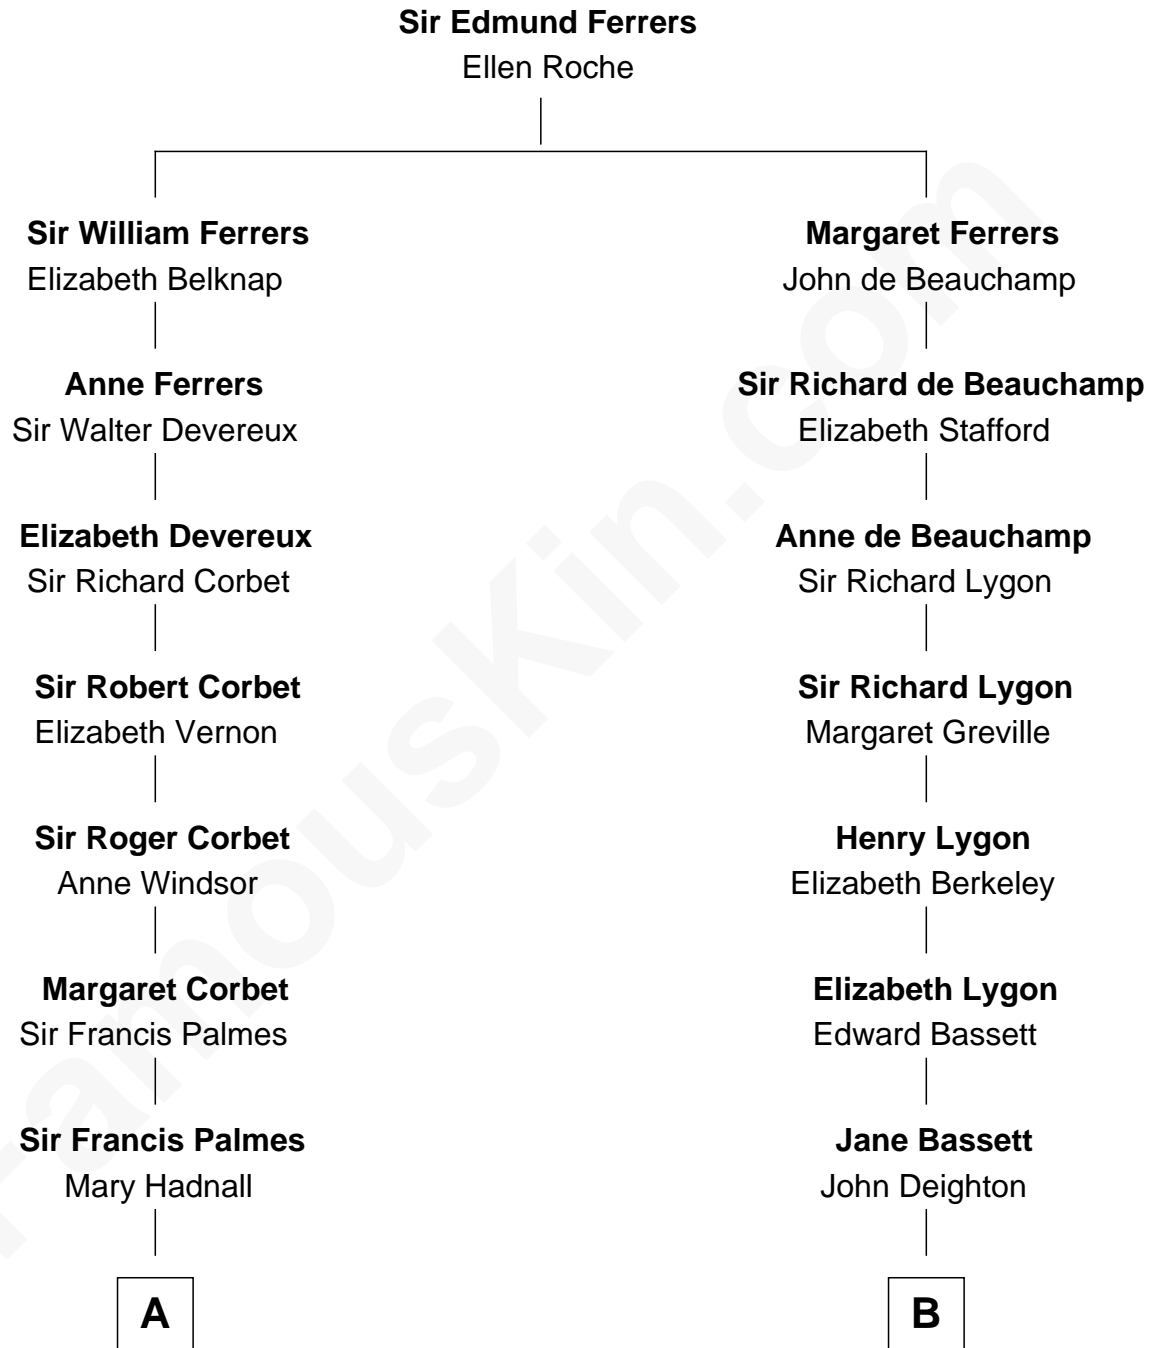 Sir Edmund Ferrers
Ellen Roche
Sir William Ferrers
Elizabeth Belknap
Margaret Ferrers
John de Beauchamp
Anne Ferrers
Sir Walter Devereux
Sir Richard de Beauchamp
Elizabeth Stafford
Elizabeth Devereux
Sir Richard Corbet
Anne de Beauchamp
Sir Richard Lygon
Sir Robert Corbet
Elizabeth Vernon
Sir Richard Lygon
Margaret Greville
Sir Roger Corbet
Anne Windsor
Henry Lygon
Elizabeth Berkeley
Margaret Corbet
Sir Francis Palmes
Elizabeth Lygon
Edward Bassett
Sir Francis Palmes
Mary Hadnall
Jane Bassett
John Deighton
A
B
FamousKin.com